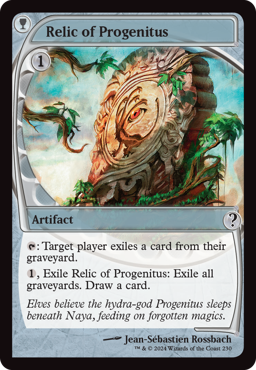 Relic of Progenitus
1
Artifact
?
: Target player exiles a card from their
graveyard.
1, Exile Relic of Progenitus: Exile all
graveyards. Draw a card.
Elves believe the hydra-god Progenitus sleeps
beneath Naya, feeding on forgotten magics.
Jean-Sébastien Rossbach
™ & © 2024 Wizards of the Coast 230